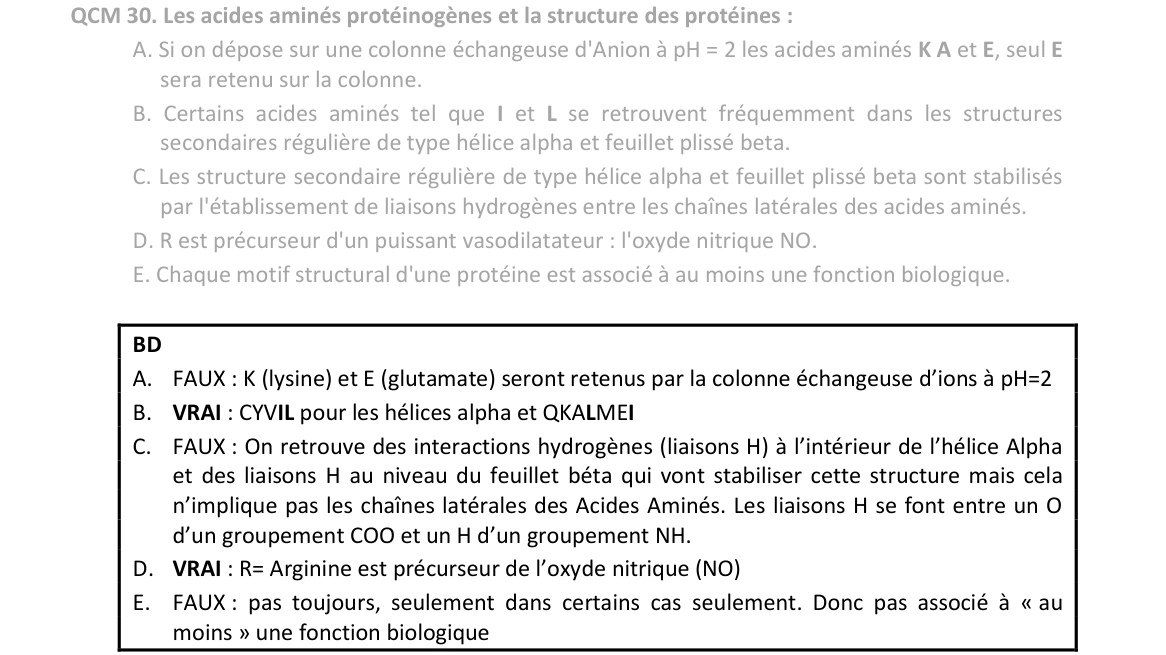 QCM 30. Les acides aminés protéinogènes et la structure des protéines :
A. Si on dépose sur une colonne échangeuse d'Anion à pH = 2 les acides aminés K A et E, seul E
sera retenu sur la colonne.
B. Certains acides aminés tel que I et L se retrouvent fréquemment dans les structures
secondaires régulière de type hélice alpha et feuillet plissé beta.
C. Les structure secondaire régulière de type hélice alpha et feuillet plissé beta sont stabilisés
par l'établissement de liaisons hydrogènes entre les chaînes latérales des acides aminés.
D. R est précurseur d'un puissant vasodilatateur : l'oxyde nitrique NO.
E. Chaque motif structural d'une protéine est associé à au moins une fonction biologique.
BD
A. FAUX : K (lysine) et E (glutamate) seront retenus par la colonne échangeuse d’ions à pH=2
B. VRAI : CYVIL pour les hélices alpha et QKALMEI
C. FAUX : On retrouve des interactions hydrogènes (liaisons H) à l’intérieur de l’hélice Alpha
et des liaisons H au niveau du feuillet béta qui vont stabiliser cette structure mais cela
n’implique pas les chaînes latérales des Acides Aminés. Les liaisons H se font entre un O
d’un groupement COO et un H d’un groupement NH.
D. VRAI : R= Arginine est précurseur de l’oxyde nitrique (NO)
E. FAUX : pas toujours, seulement dans certains cas seulement. Donc pas associé à « au
moins » une fonction biologique